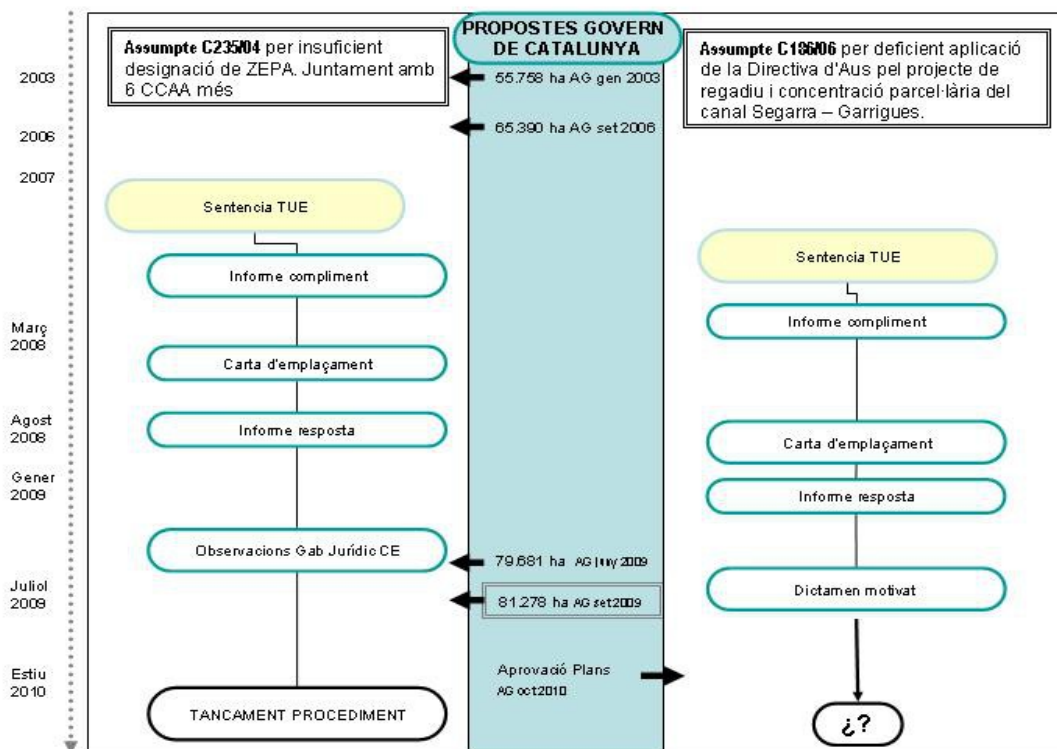 PROPOSTES GOVERN
DE CATALUNYA
Assumpte C235/04 per insuficient
designació de ZEPA. Juntament amb
6 CCAA més
Assumpte C186/06 per deficient aplicació
de la Directiva d'Aus pel projecte de
regadiu i concentració parcel·lària del
canal Segarra – Garrigues.
2003
55.758 ha AG gen 2003
2006
65.390 ha AG set 2006
2007
Sentencia TUE
Sentencia TUE
Informe compliment
Informe compliment
Març
2008
Carta d'emplaçament
Agost
2008
Informe resposta
Carta d'emplaçament
Gener
2009
Informe resposta
Observacions Gab Jurídic CE
79.681 ha AG juny 2009
Juliol
2009
81.278 ha AG set 2009
Dictamen motivat
Estiu
2010
Aprovació Plans
AG oct 2010
TANCAMENT PROCEDIMENT
¿?